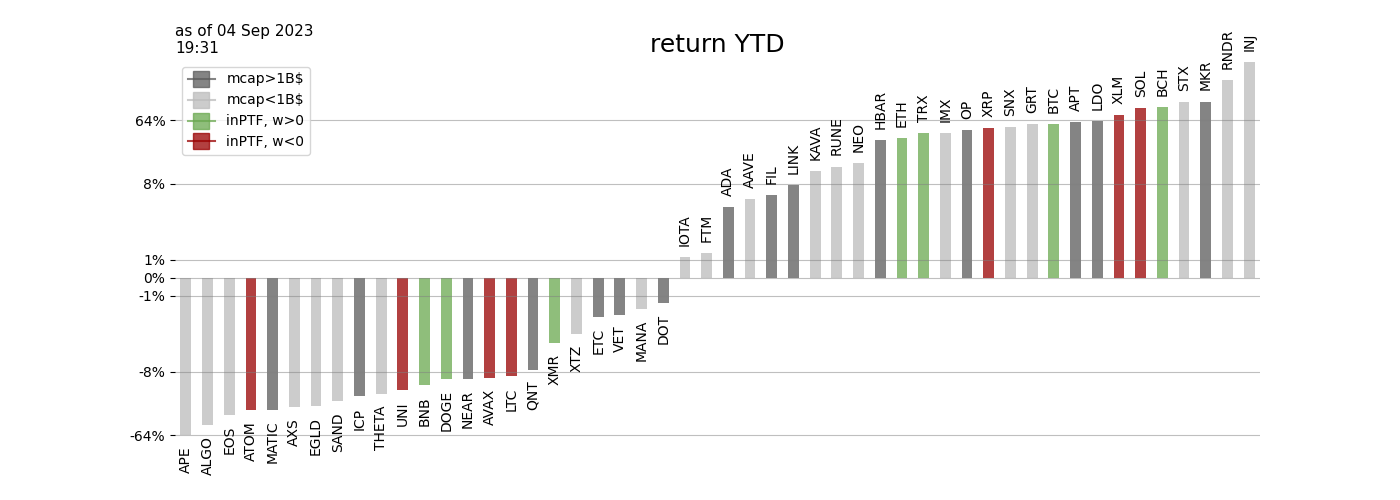 as of 04 Sep 2023
19:31
return YTD
mcap>1B$
mcap<1B$
inPTF, w>0
inPTF, w<0
64%
8%
1%
0%
-1%
-8%
-64%
APE
ALGO
EOS
ATOM
MATIC
AXS
EGLD
SAND
ICP
THETA
UNI
BNB
DOGE
NEAR
AVAX
LTC
QNT
XMR
XTZ
ETC
VET
MANA
DOT
IOTA
FTM
ADA
AAVE
FIL
LINK
KAVA
RUNE
NEO
HBAR
ETH
TRX
IMX
OP
XRP
SNX
GRT
BTC
APT
LDO
XLM
SOL
BCH
STX
MKR
RNDR
INJ